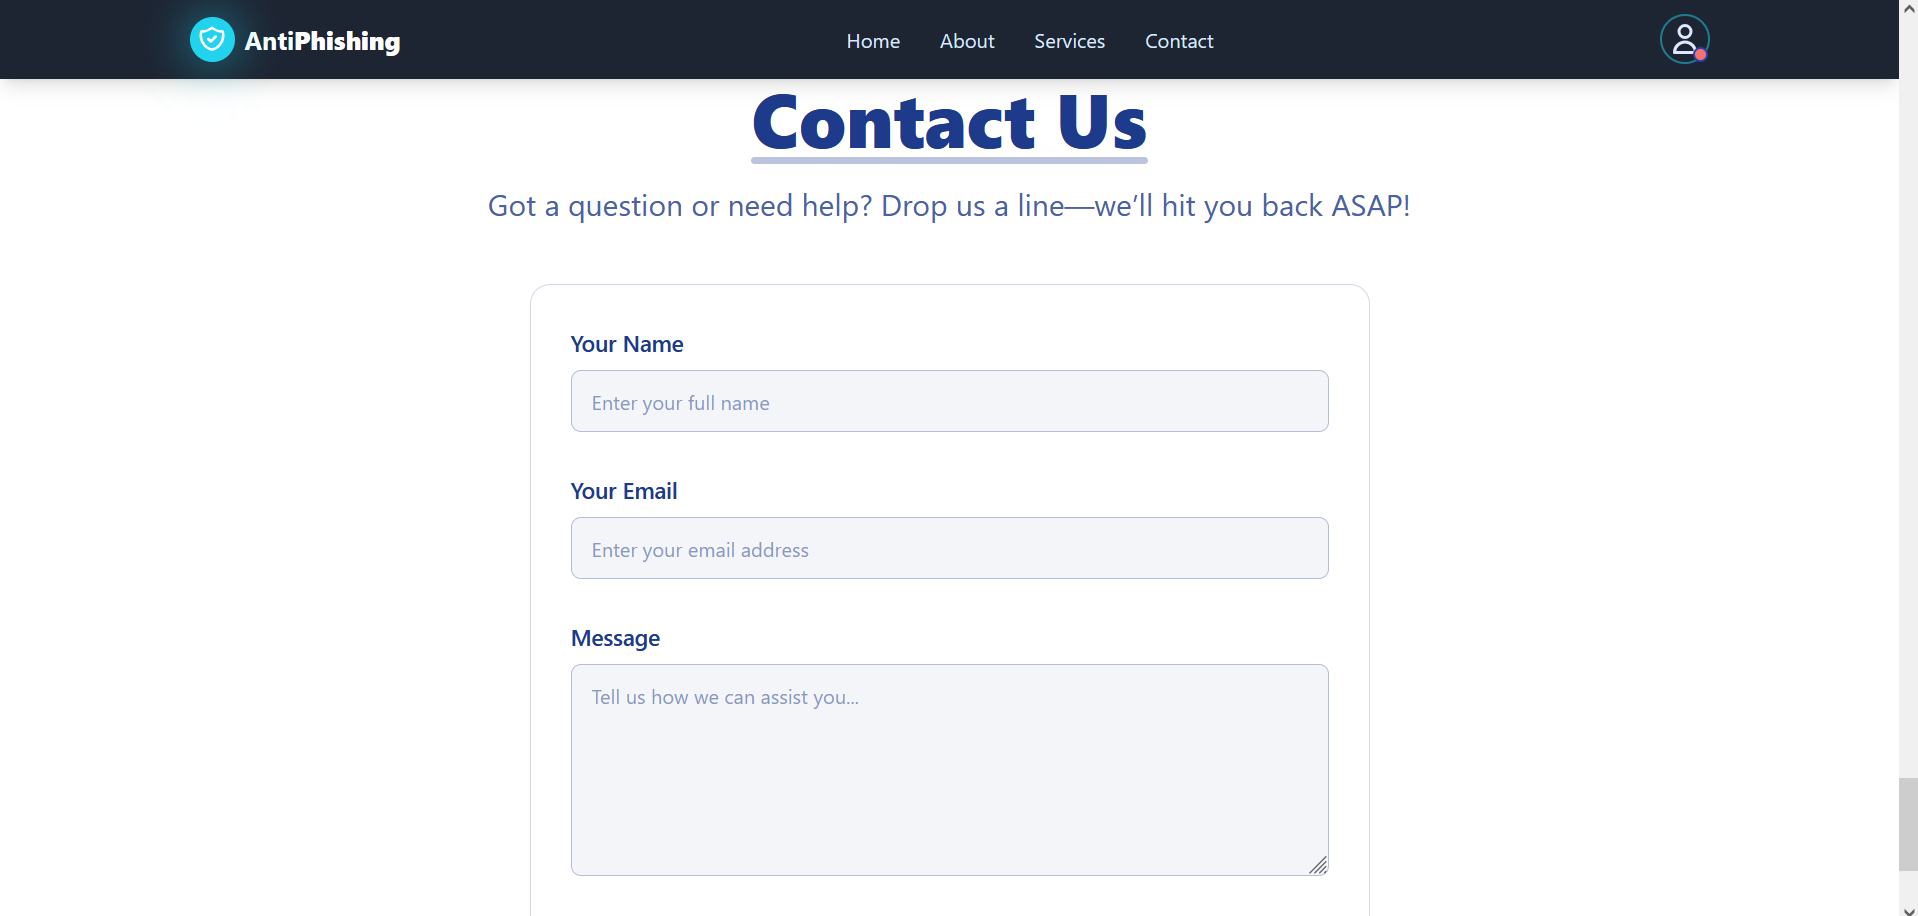 AntiPhishing
Home
About
Services
Contact
Contact Us
Got a question or need help? Drop us a line—we’ll hit you back ASAP!
Your Name
Enter your full name
Your Email
Enter your email address
Message
Tell us how we can assist you...